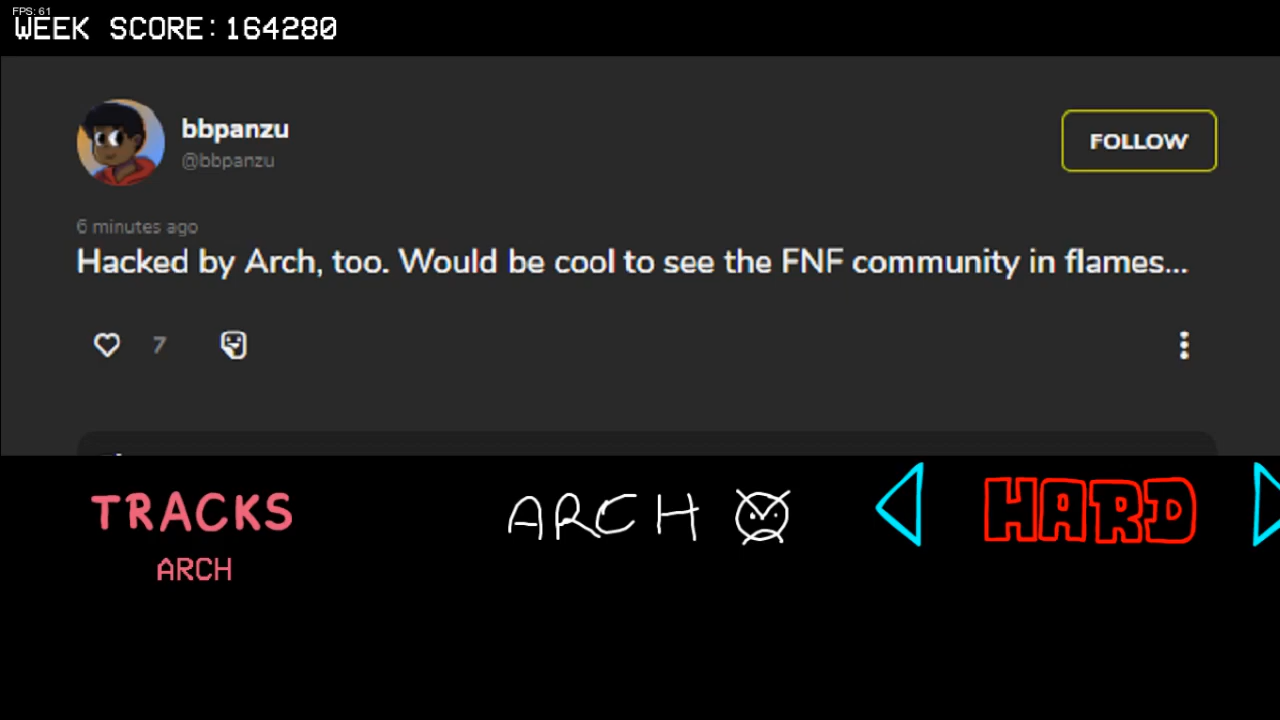 FPS: 61
WEEK SCORE:164280
bbpanzu
@bbpanzu
FOLLOW
6 minutes ago
Hacked by Arch, too. Would be cool to see the FNF community in flames...
7
TRACKS
ARCH
ARCH
HARD